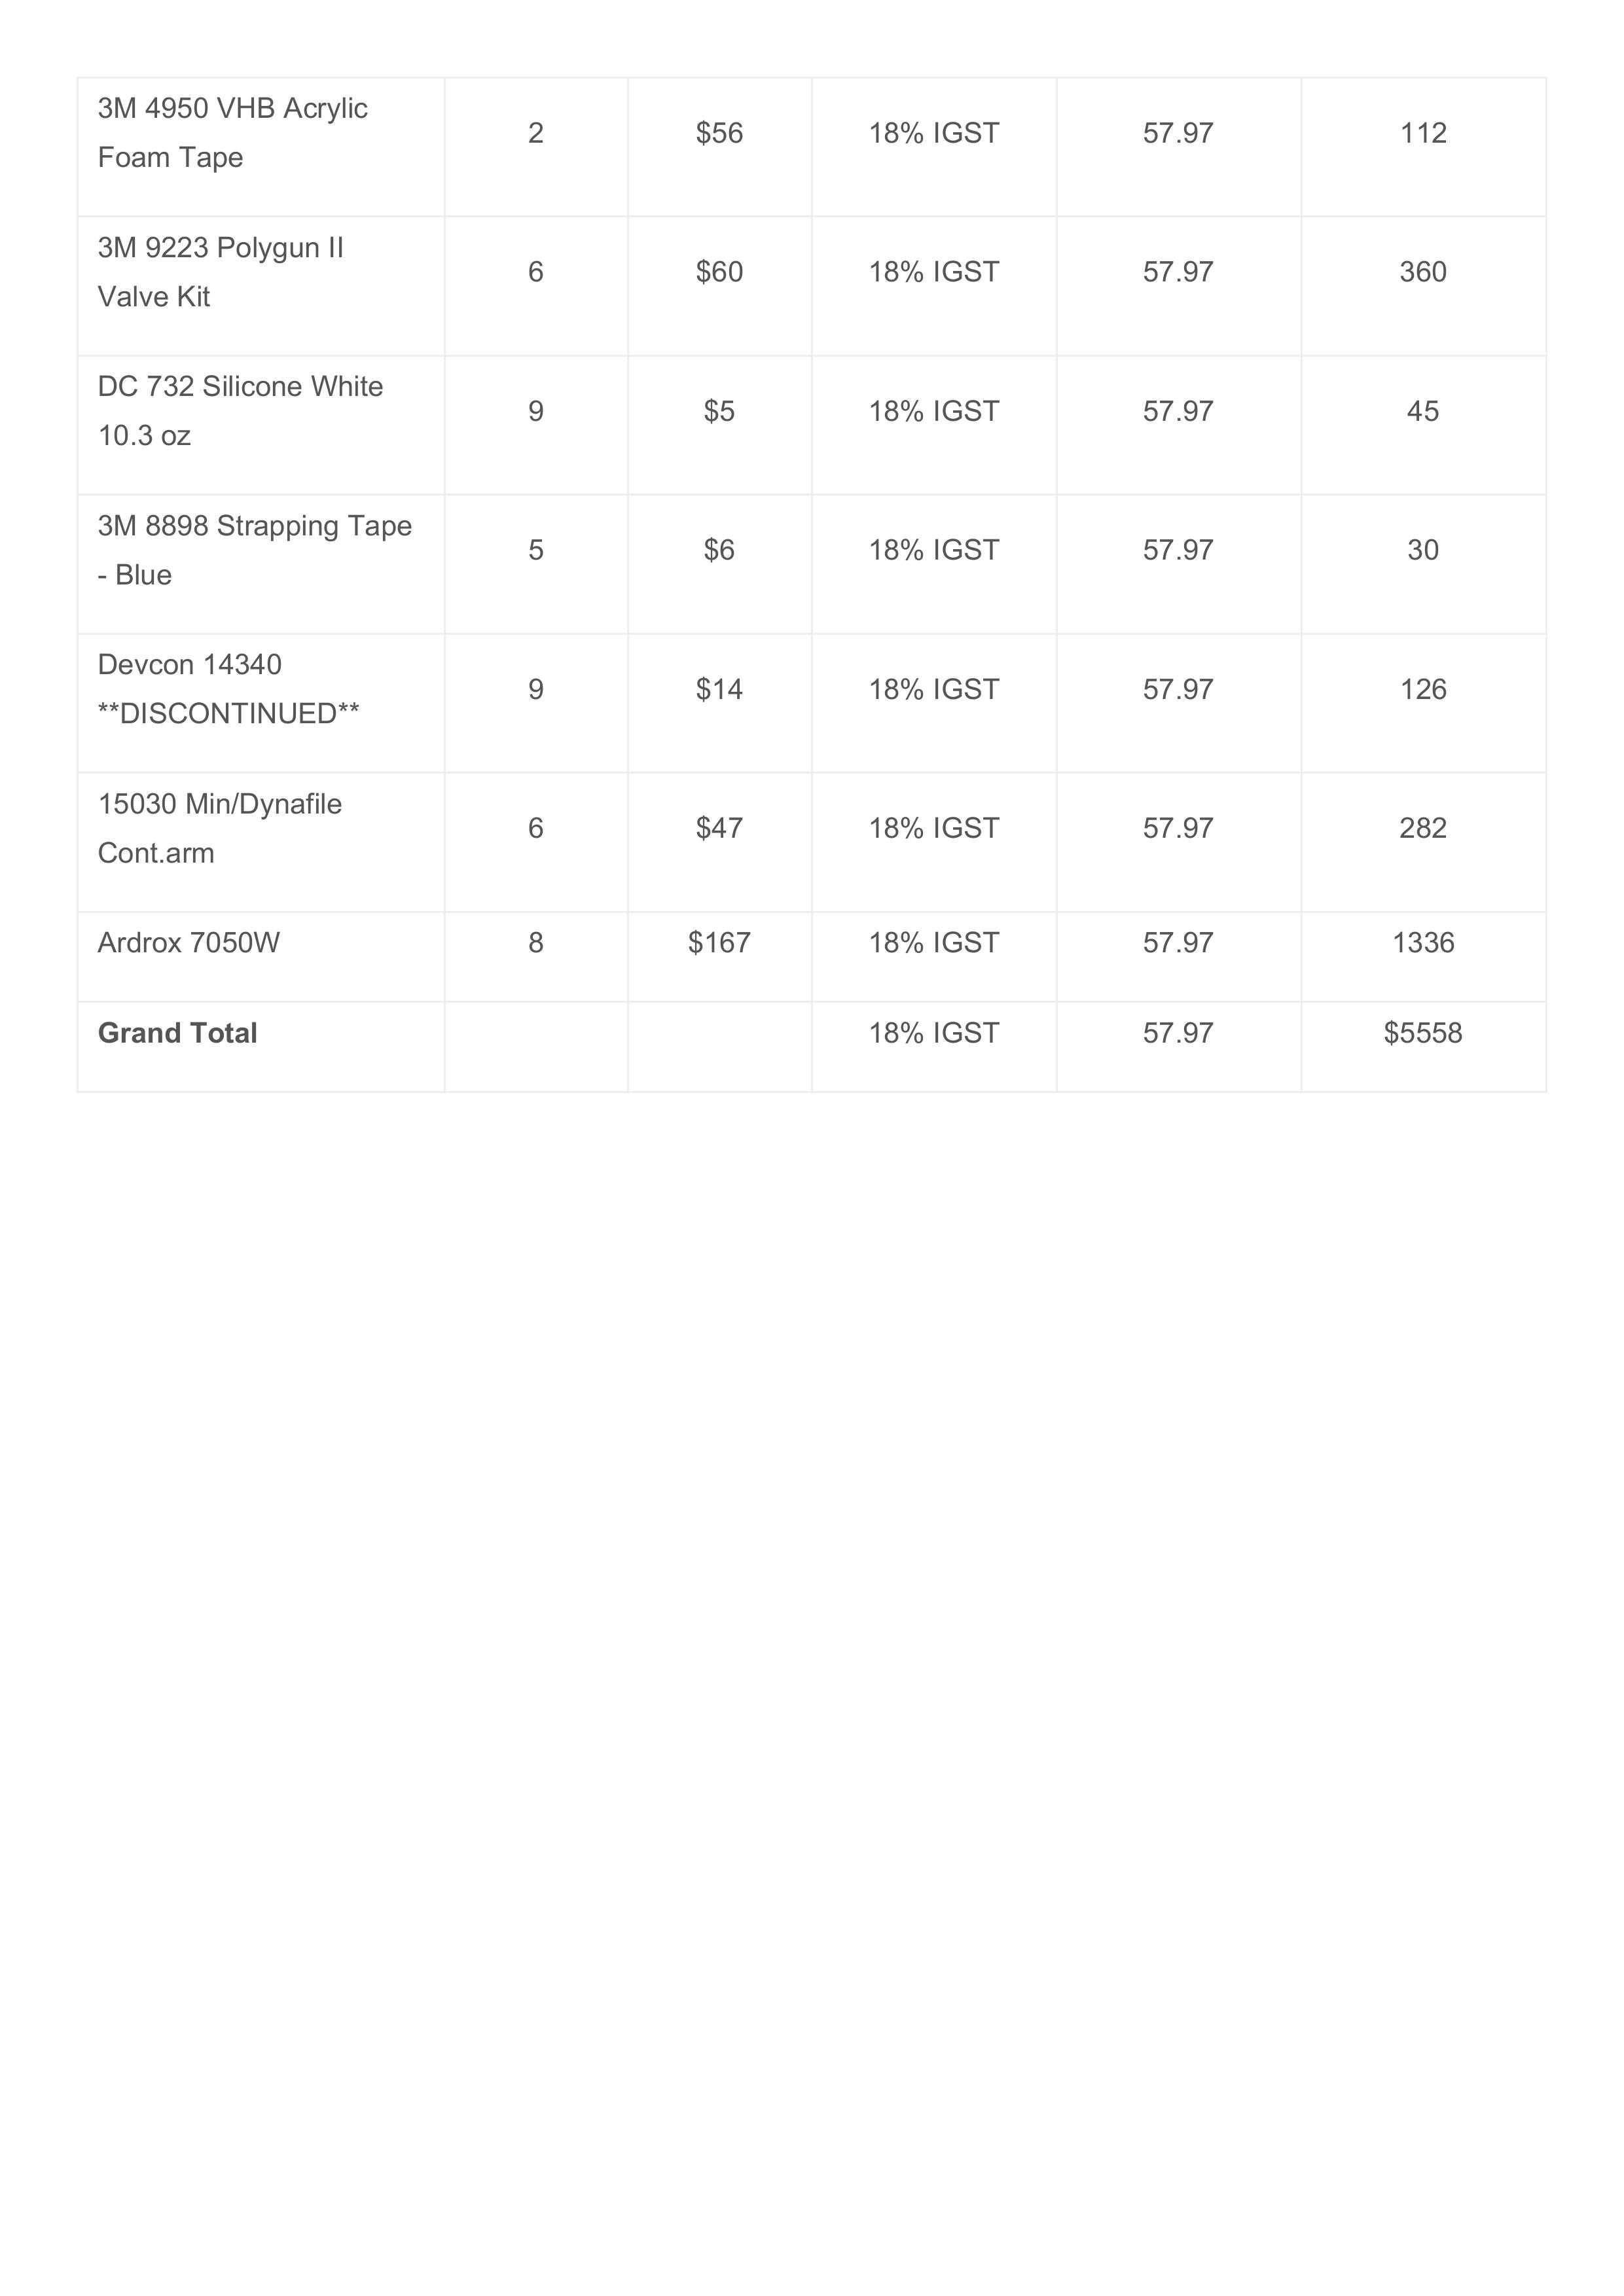 3M 4950 VHB Acrylic
Foam Tape
2 $56 18% IGST 57.97 112
3M 9223 Polygun II
Valve Kit
6 $60 18% IGST 57.97 360
DC 732 Silicone White
10.3 oz
9 $5 18% IGST 57.97 45
3M 8898 Strapping Tape
- Blue
5 $6 18% IGST 57.97 30
Devcon 14340
**DISCONTINUED**
9 $14 18% IGST 57.97 126
15030 Min/Dynafile
Cont.arm
6 $47 18% IGST 57.97 282
Ardrox 7050W 8 $167 18% IGST 57.97 1336
Grand Total 18% IGST 57.97 $5558